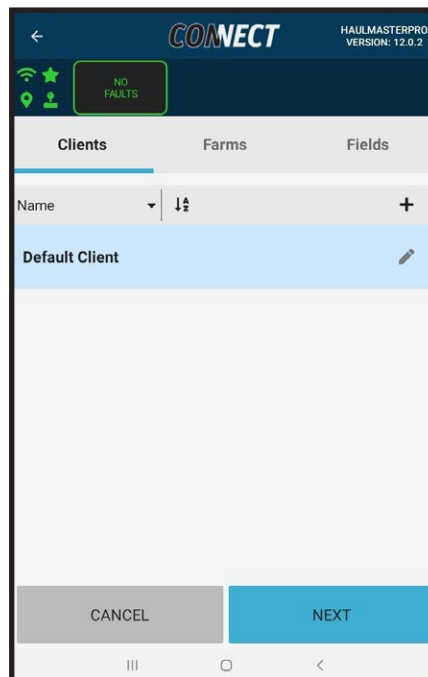 CONNECT
HAULMASTERPRO
VERSION: 12.0.2
NO
FAULTS
Clients Farms Fields
Name
Default Client
CANCEL NEXT